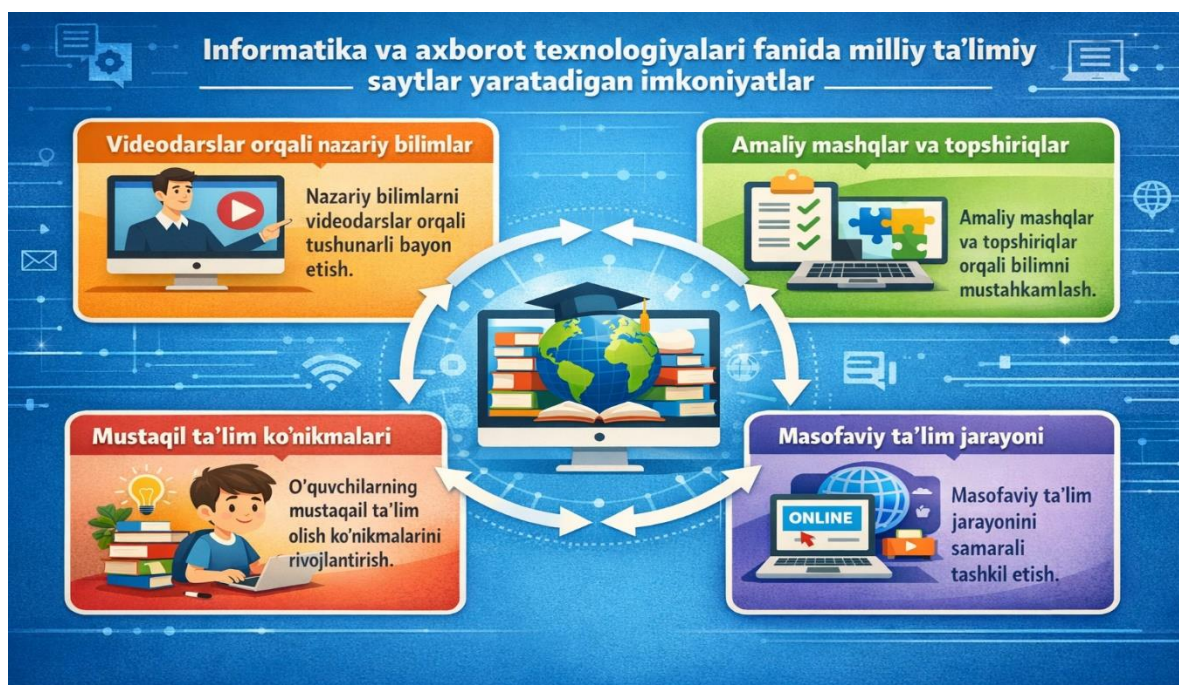 Informatika va axborot texnologiyalari fanida milliy ta'limiy
saytlar yaratadigan imkoniyatlar
Videodarslar orqali nazariy bilimlar
Nazariy bilimlarni
videodarslar orqali
tushunarli bayon
etish.
Amaliy mashqlar va topshiriqlar
Amaliy mashqlar
va topshiriqlar
orqali bilimni
mustahkamlash.
Mustaqil ta'lim ko'nikmalari
O'quvchilarning
mustaqail ta'lim
olish ko'nikmalarini
rivojlantirish.
Masofaviy ta'lim jarayoni
ONLINE
Masofaviy ta'lim
jarayonini
samarali
tashkil etish.